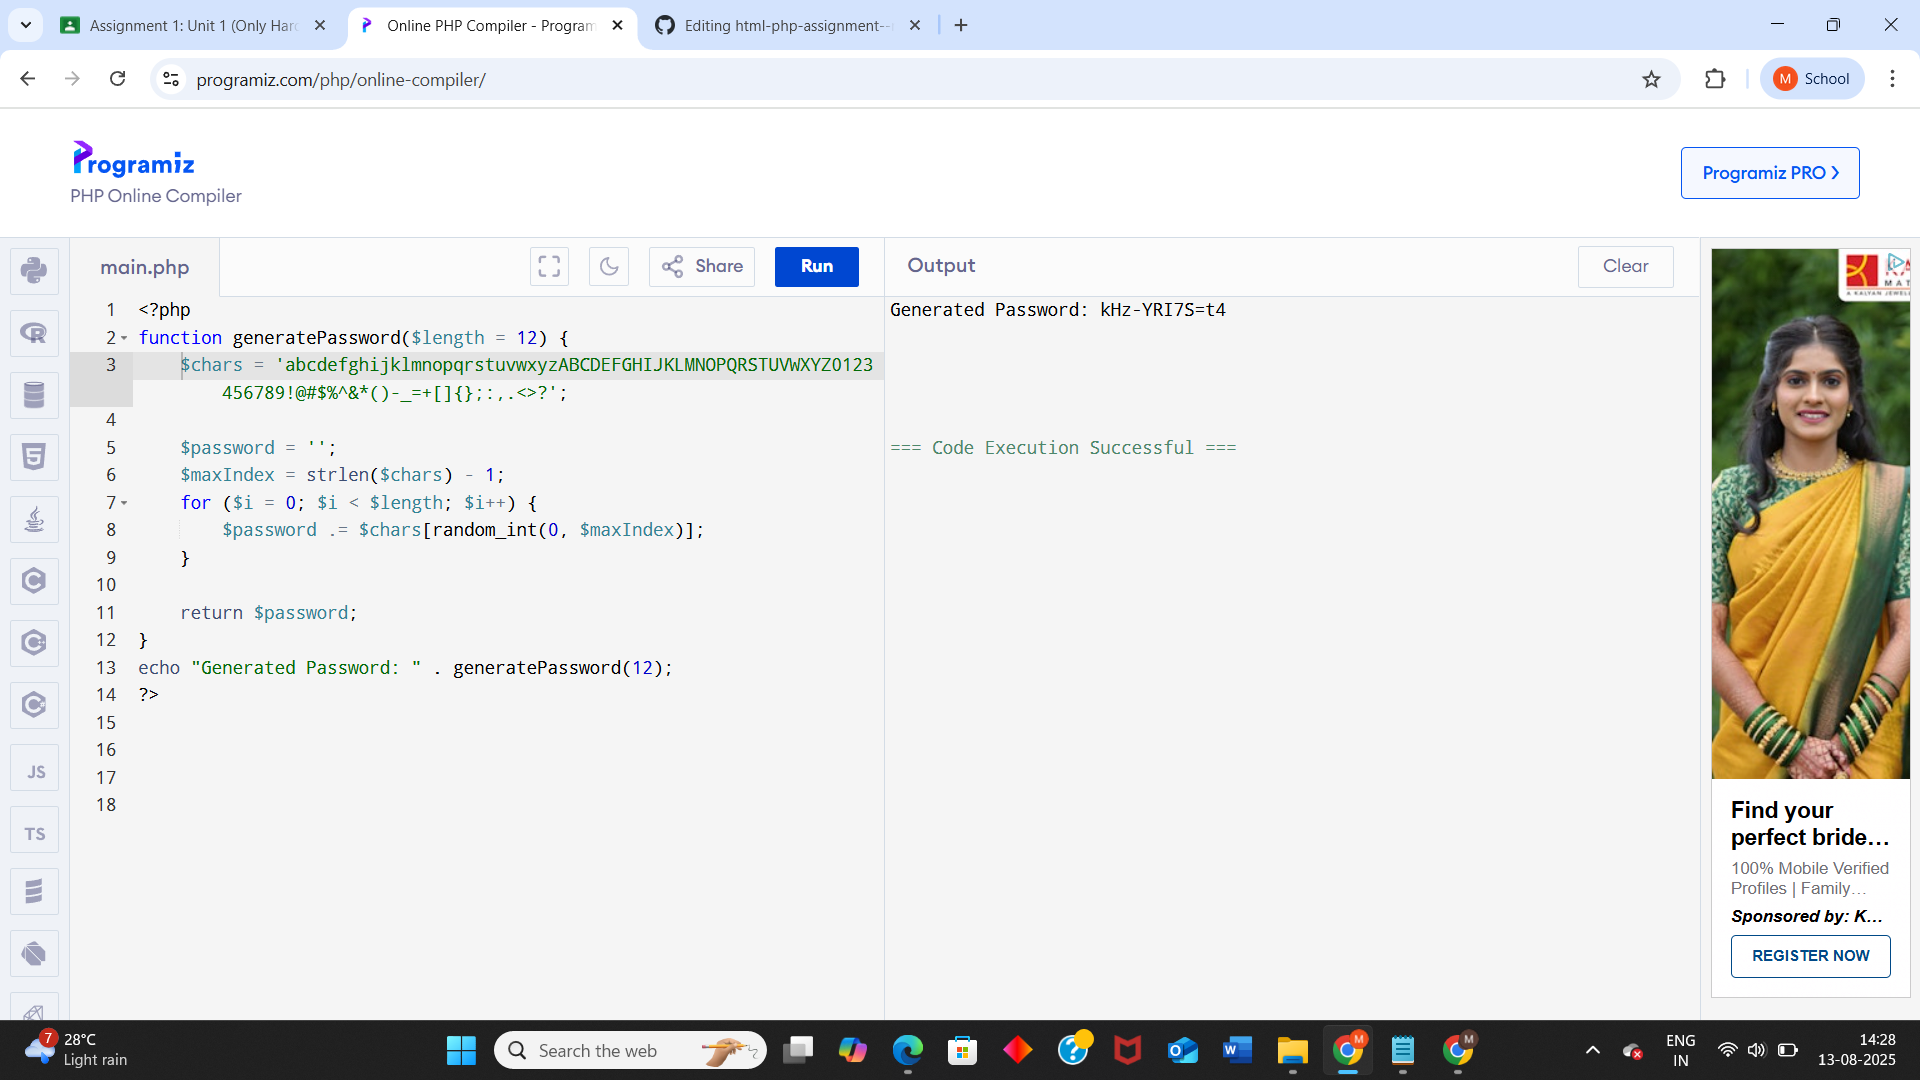 Assignment 1: Unit 1 (Only Hard
Online PHP Compiler - Program
Editing html-php-assignment--
programiz.com/php/online-compiler/
M
School
Programiz
PHP Online Compiler
Programiz PRO
main.php
Share
Run
Output
Clear
1 <?php
2 function generatePassword($length = 12) {
3     $chars = 'abcdefghijklmnopqrstuvwxyzABCDEFGHIJKLMNOPQRSTUVWXYZ0123
        456789!@#$%^&*()-_=+[]{};:,.<>?';
4
5     $password = '';
6     $maxIndex = strlen($chars) - 1;
7     for ($i = 0; $i < $length; $i++) {
8         $password .= $chars[random_int(0, $maxIndex)];
9     }
10
11     return $password;
12 }
13 echo "Generated Password: " . generatePassword(12);
14 ?>
15
16
17
18
Generated Password: kHz-YRI7S=t4
=== Code Execution Successful ===
R
5
C
C
C
JS
TS
MAT
A KALYAN JEWEL
Find your
perfect bride...
100% Mobile Verified
Profiles | Family...
Sponsored by: K...
REGISTER NOW
7
28°C
Light rain
Search the web
M
M
ENG
IN
14:28
13-08-2025